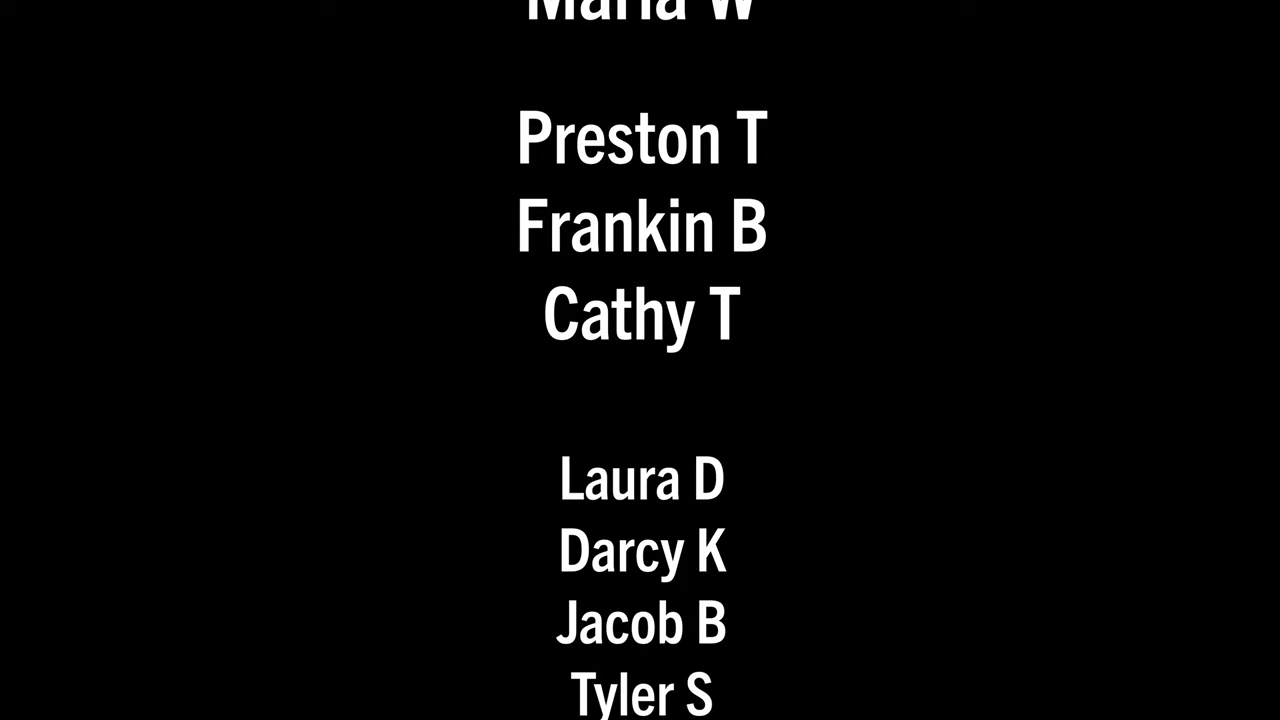 Preston T
Frankin B
Cathy T
Laura D
Darcy K
Jacob B
Tyler S